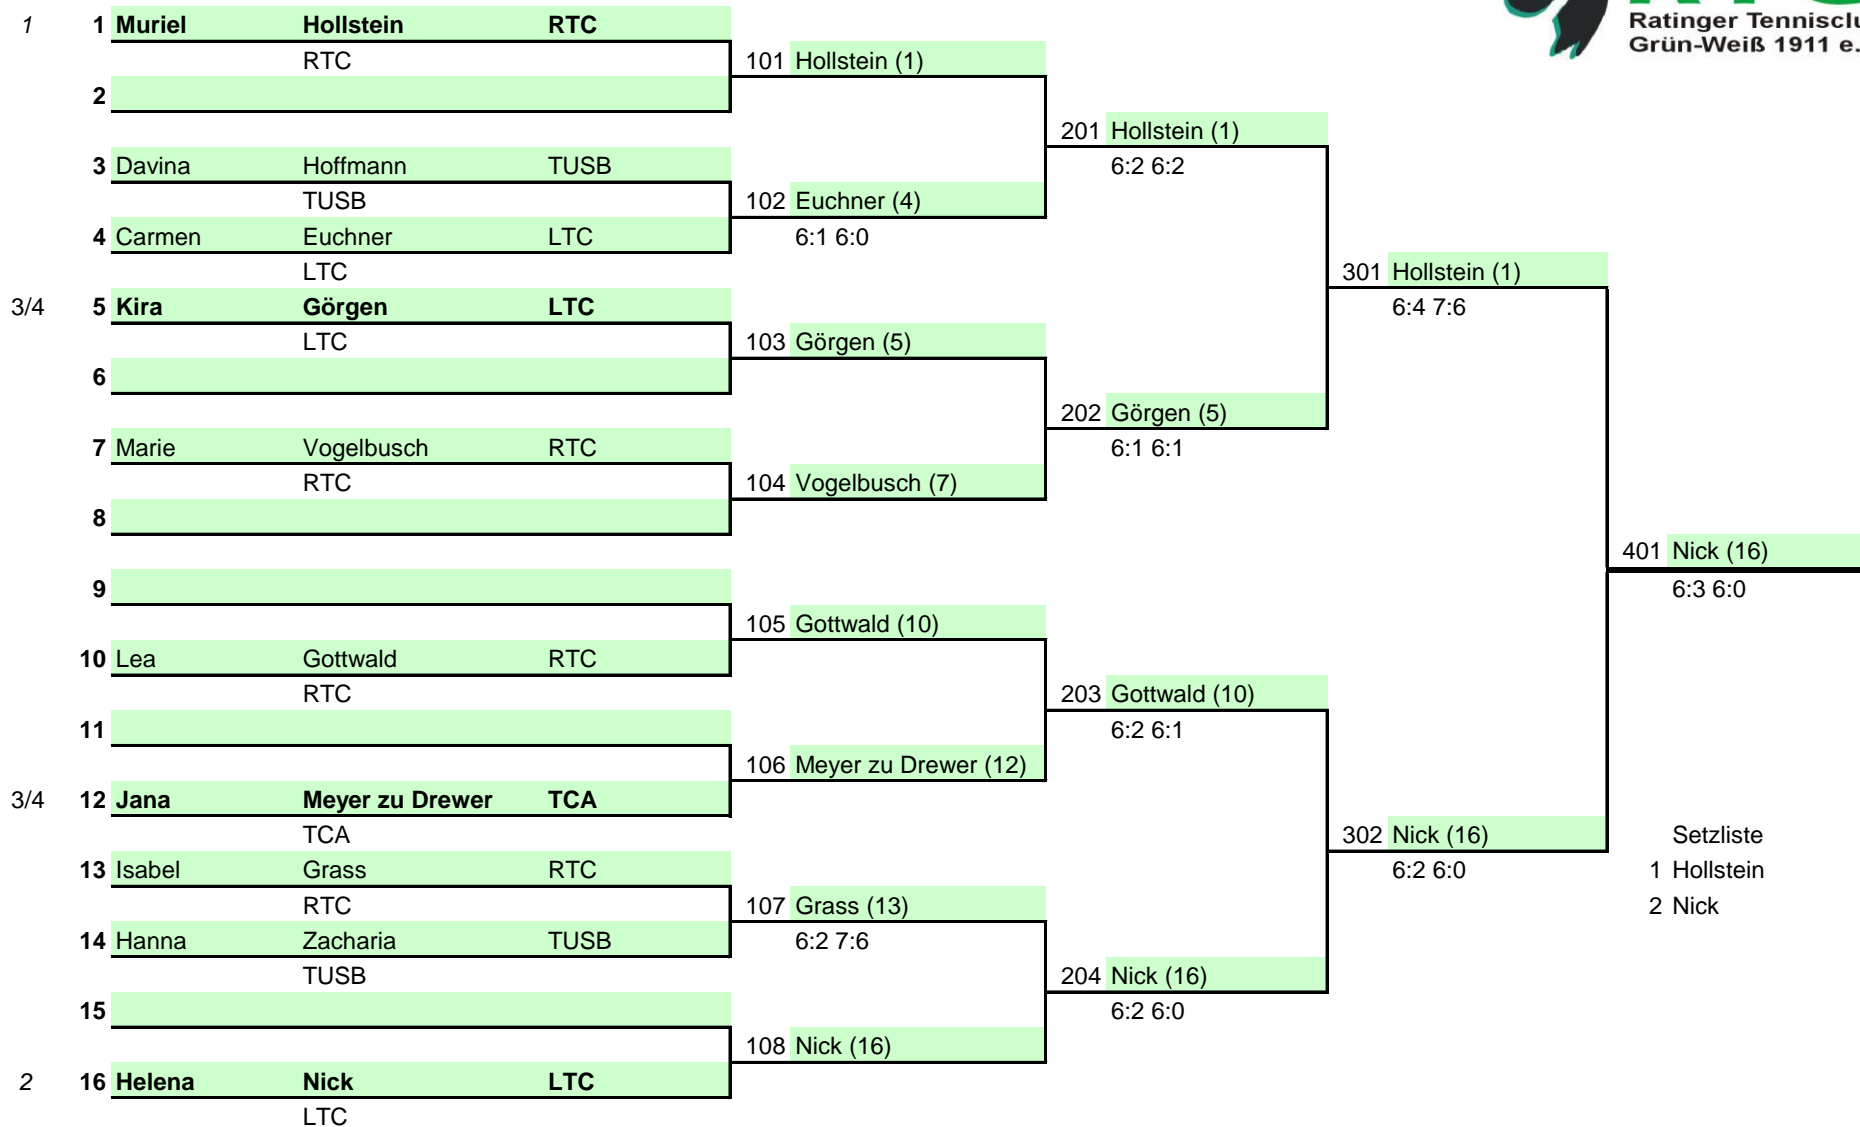 Ratinger Tennisclu
Grün-Weiß 1911 e.
1 1 Muriel Hollstein RTC
RTC
101 Hollstein (1)
2
201 Hollstein (1)
3 Davina Hoffmann TUSB
6:2 6:2
TUSB
102 Euchner (4)
4 Carmen Euchner LTC
6:1 6:0
LTC
301 Hollstein (1)
3/4 5 Kira Görgen LTC
6:4 7:6
LTC
103 Görgen (5)
6
202 Görgen (5)
7 Marie Vogelbusch RTC
6:1 6:1
RTC
104 Vogelbusch (7)
8
401 Nick (16)
9
6:3 6:0
105 Gottwald (10)
10 Lea Gottwald RTC
RTC
203 Gottwald (10)
11
6:2 6:1
106 Meyer zu Drewer (12)
3/4 12 Jana Meyer zu Drewer TCA
TCA
302 Nick (16)
Setzliste
13 Isabel Grass RTC
6:2 6:0
1 Hollstein
RTC
107 Grass (13)
2 Nick
14 Hanna Zacharia TUSB
6:2 7:6
TUSB
204 Nick (16)
15
6:2 6:0
108 Nick (16)
2 16 Helena Nick LTC
LTC